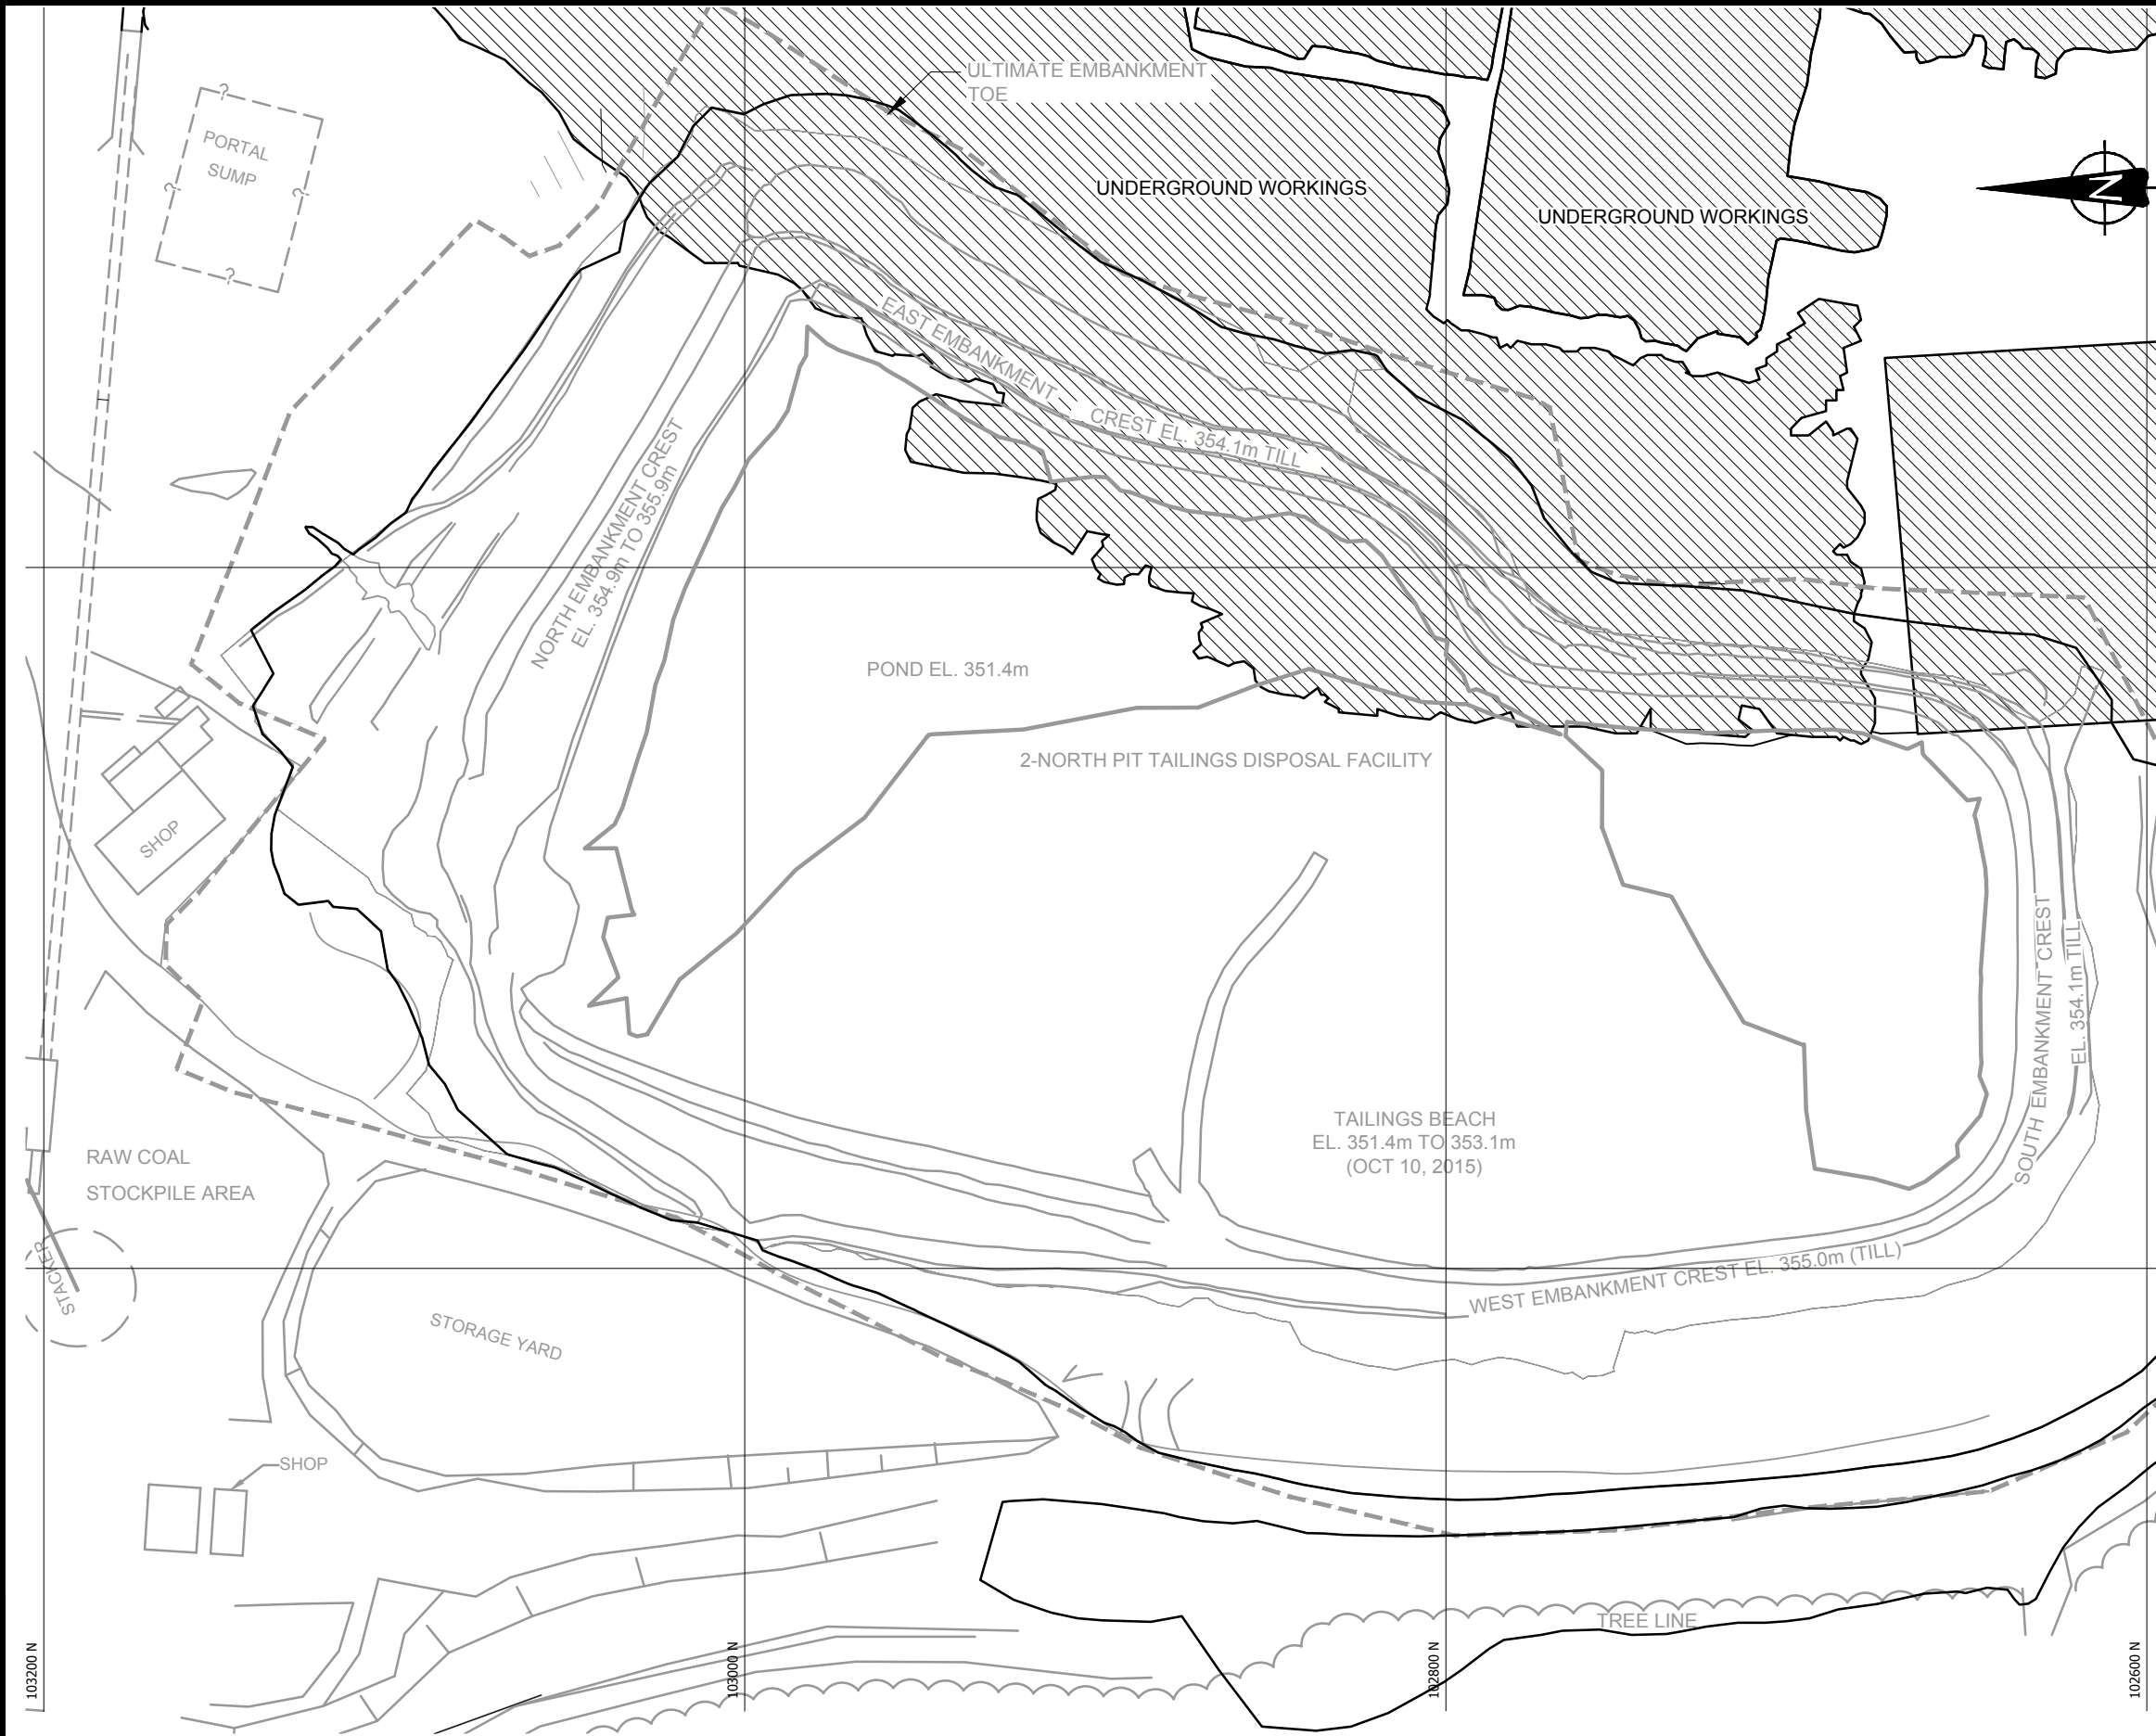 ULTIMATE EMBANKMENT
TOE
?
PORTAL
SUMP
?
?
?
UNDERGROUND WORKINGS
UNDERGROUND WORKINGS
N
EAST EMBANKMENT
CREST EL. 354.1m TILL
NORTH EMBANKMENT CREST
EL. 354.9m TO 355.9m
POND EL. 351.4m
2-NORTH PIT TAILINGS DISPOSAL FACILITY
SHOP
SOUTH EMBANKMENT CREST
EL. 354.1m TILL
TAILINGS BEACH
EL. 351.4m TO 353.1m
(OCT 10, 2015)
RAW COAL
STOCKPILE AREA
STACKER
WEST EMBANKMENT CREST EL. 355.0m (TILL)
STORAGE YARD
SHOP
TREE LINE
103200 N
103000 N
102800 N
102600 N